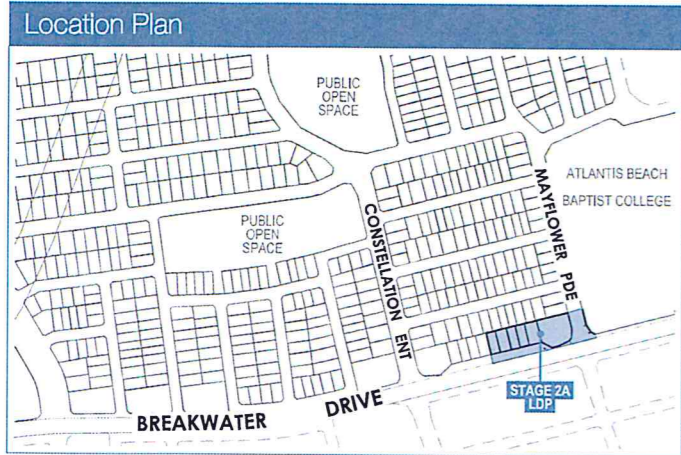 Location Plan
PUBLIC
OPEN
SPACE
ATLANTIS BEACH
BAPTIST COLLEGE
MAYFLOWER PDE
PUBLIC
OPEN
SPACE
CONSTELLATION ENT
STAGE 2A
LDP
BREAKWATER DRIVE